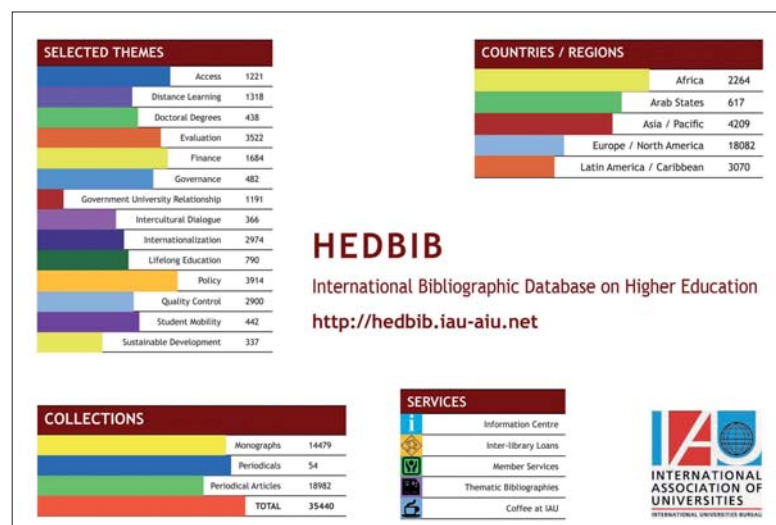 SELECTED THEMES
Access 1221
Distance Learning 1318
Doctoral Degrees 438
Evaluation 3522
Finance 1684
Governance 482
Government University Relationship 1191
Intercultural Dialogue 366
Internationalization 2974
Lifelong Education 790
Policy 3914
Quality Control 2900
Student Mobility 442
Sustainable Development 337
COUNTRIES / REGIONS
Africa 2264
Arab States 617
Asia / Pacific 4209
Europe / North America 18082
Latin America / Caribbean 3070
HEDBIB
International Bibliographic Database on Higher Education
http://hedbib.iau-aiu.net
COLLECTIONS
Monographs 14479
Periodicals 54
Periodical Articles 18982
TOTAL 35440
SERVICES
Information Centre
Inter-library Loans
Member Services
Thematic Bibliographies
Coffee at IAU
IAU
INTERNATIONAL
ASSOCIATION OF
UNIVERSITIES
INTERNATIONAL UNIVERSITIES BUREAU